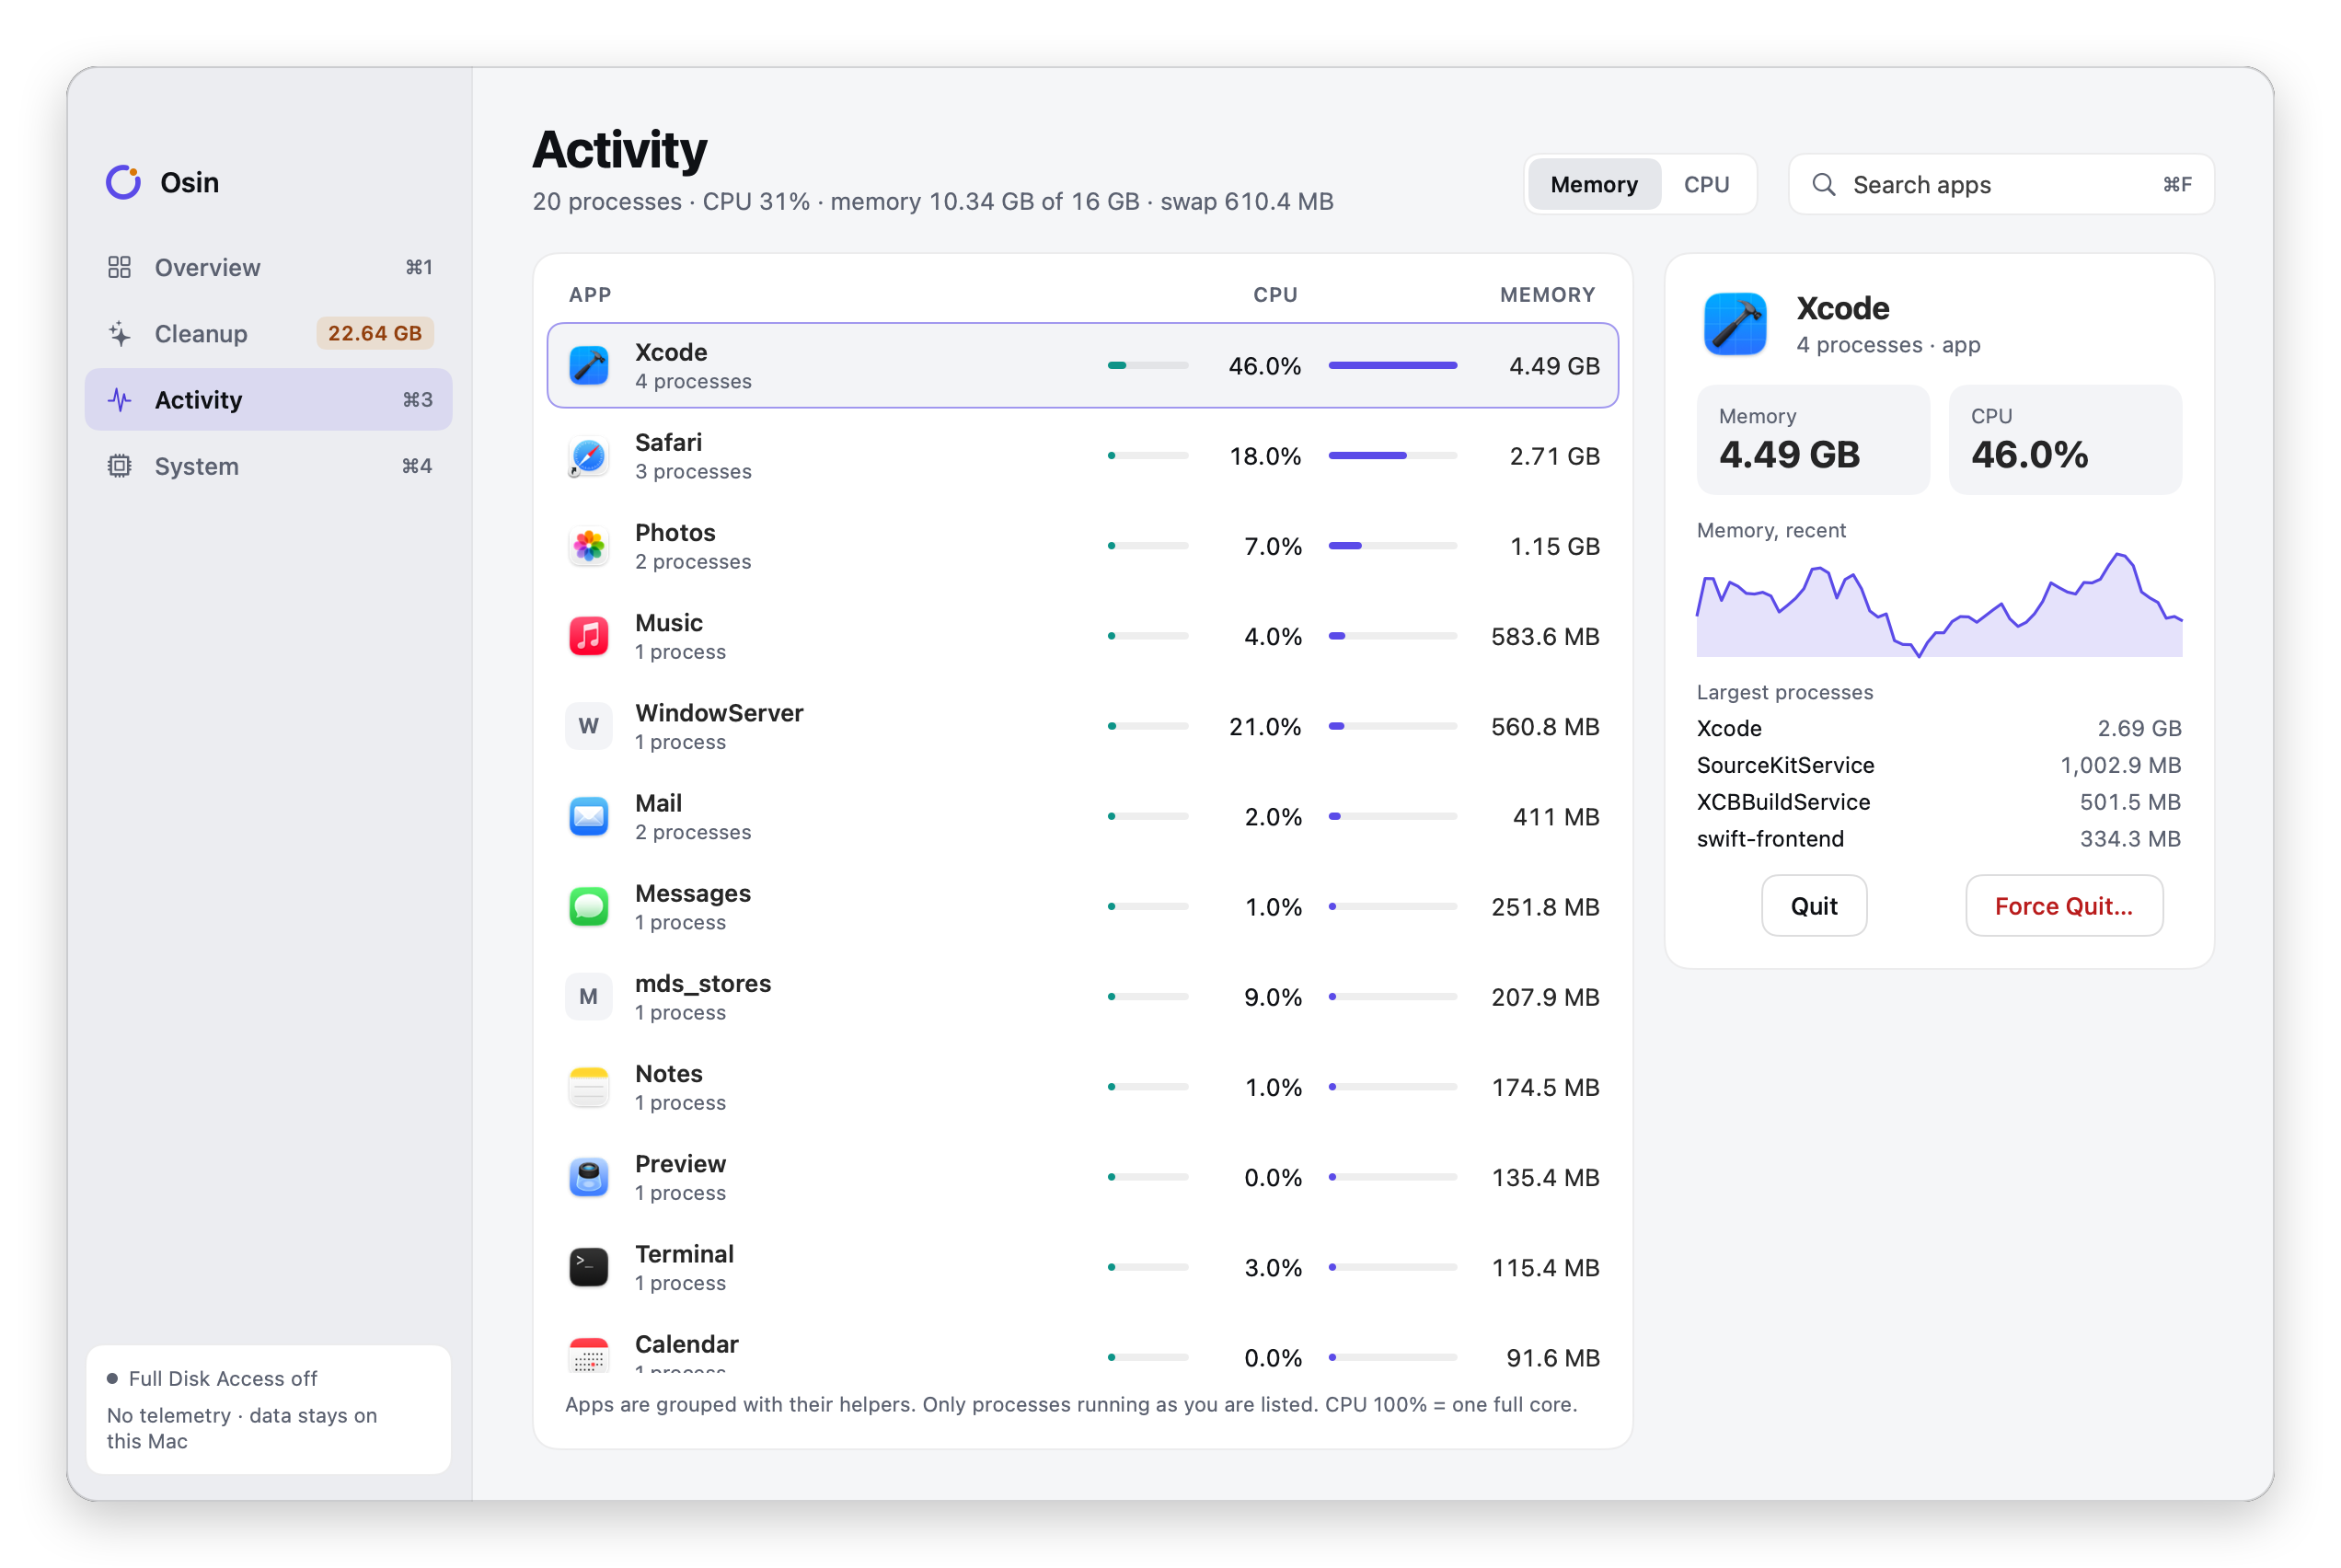 Osin
Overview ⌘1
Cleanup 22.64 GB
Activity ⌘3
System ⌘4
Full Disk Access off
No telemetry · data stays on
this Mac
Activity
20 processes · CPU 31% · memory 10.34 GB of 16 GB · swap 610.4 MB
Memory CPU
Search apps ⌘F
APP CPU MEMORY
Xcode
4 processes
46.0% 4.49 GB
Safari
3 processes
18.0% 2.71 GB
Photos
2 processes
7.0% 1.15 GB
Music
1 process
4.0% 583.6 MB
W
WindowServer
1 process
21.0% 560.8 MB
Mail
2 processes
2.0% 411 MB
Messages
1 process
1.0% 251.8 MB
M
mds_stores
1 process
9.0% 207.9 MB
Notes
1 process
1.0% 174.5 MB
Preview
1 process
0.0% 135.4 MB
Terminal
1 process
3.0% 115.4 MB
Calendar
1 process
0.0% 91.6 MB
Apps are grouped with their helpers. Only processes running as you are listed. CPU 100% = one full core.
Xcode
4 processes · app
Memory
4.49 GB
CPU
46.0%
Memory, recent
Largest processes
Xcode 2.69 GB
SourceKitService 1,002.9 MB
XCBBuildService 501.5 MB
swift-frontend 334.3 MB
Quit
Force Quit...